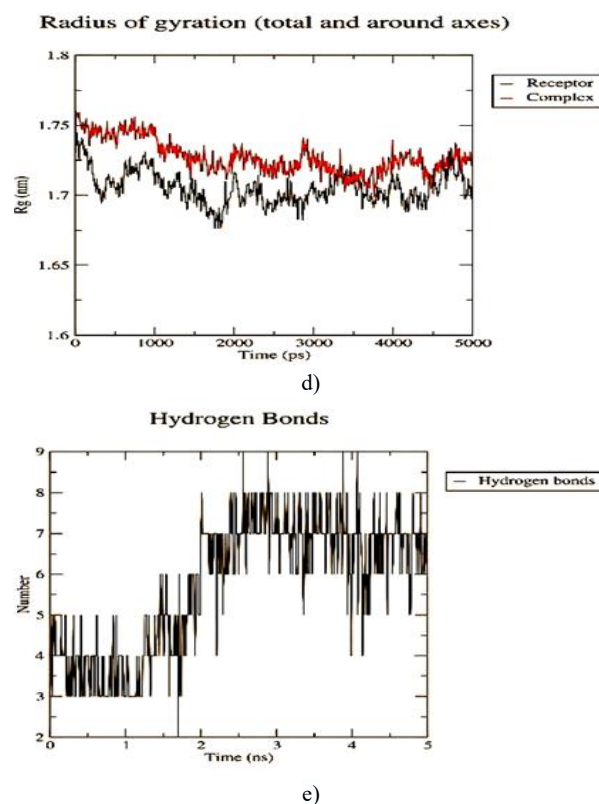 Radius of gyration (total and around axes)
1.8
1.75
1.7
1.65
1.6
Rg (nm)
0 1000 2000 3000 4000 5000
Time (ps)
Receptor
Complex
d)
Hydrogen Bonds
9
8
7
6
5
4
3
2
Number
0 1 2 3 4 5
Time (ns)
Hydrogen bonds
e)